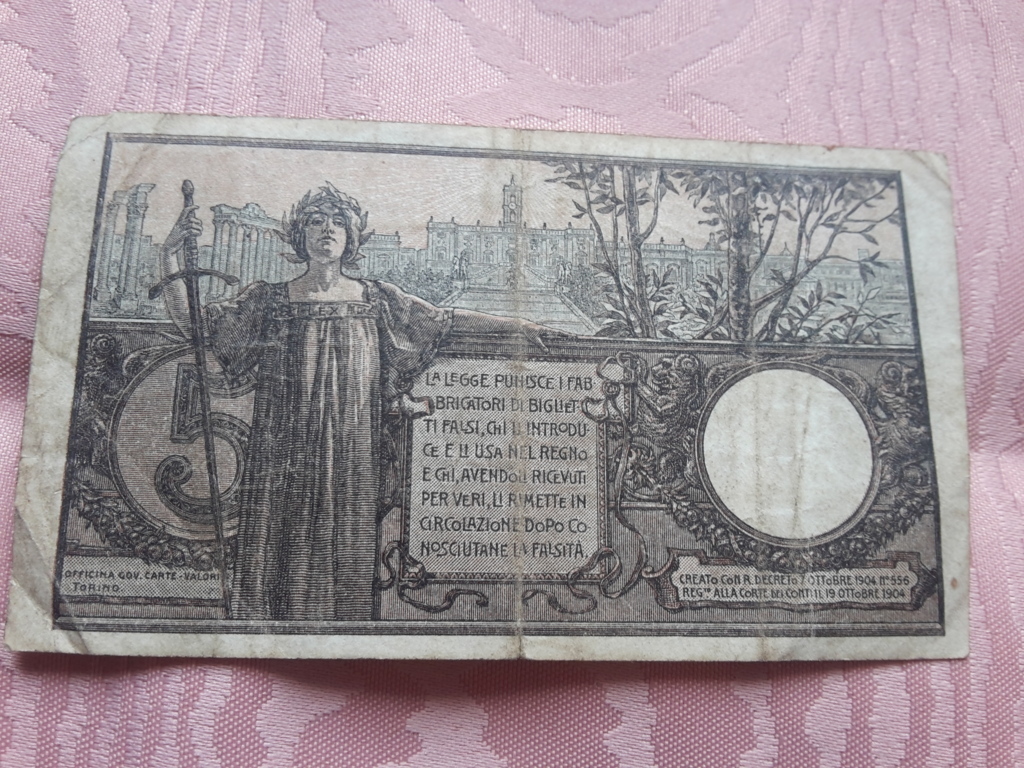 5
LEX
LA LEGGE PUNISCE I FAB-
BRIGATORI DI BIGLIET-
TI FALSI, CHI LI INTRODU-
CE E LI USA NEL REGNO
E CHI, AVENDOLI RICEVUTI
PER VERI, LI RIMETTE IN
CIRCOLAZIONE DOPO CO
NOSCIUTANE LA FALSITÀ.
OFFICINA GOV. CARTE-VALORI
TORINO
CREATO CON R. DECRETO 7 OTTOBRE 1904 N° 556
REGTO ALLA CORTE DEI CONTI IL 19 OTTOBRE 1904